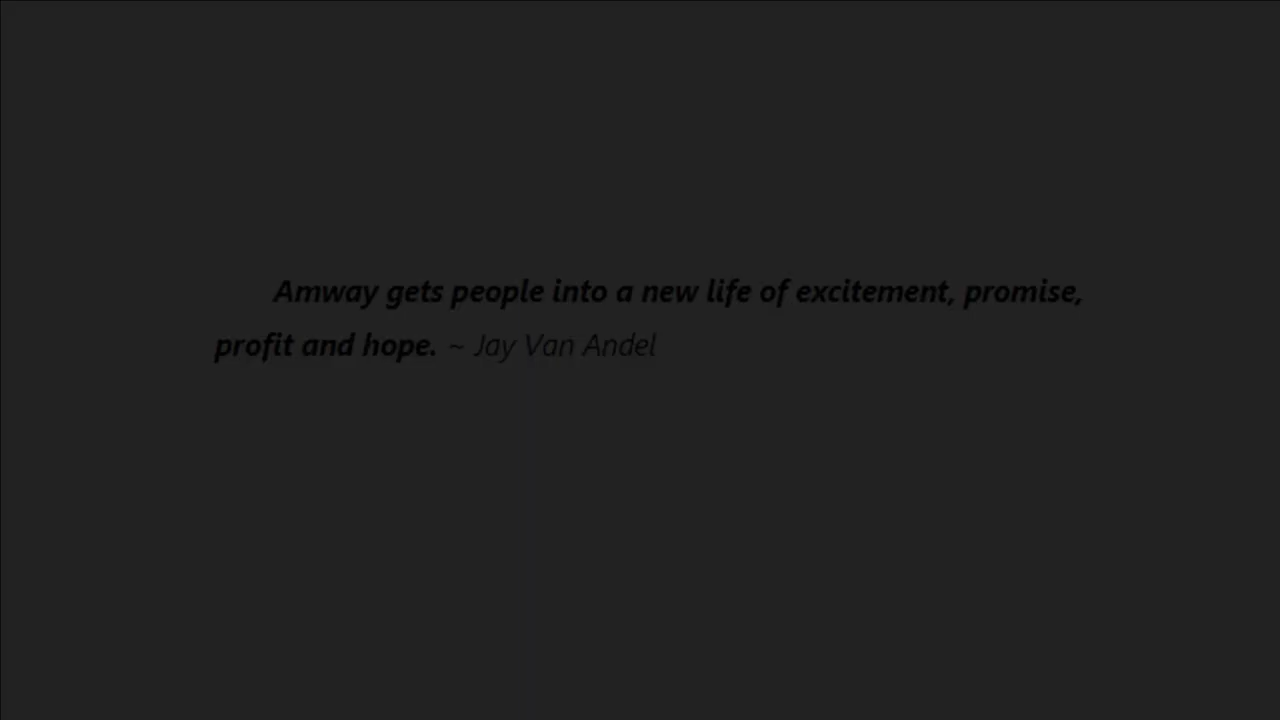 Amway gets people into a new life of excitement, promise,
profit and hope. ~ Jay Van Andel